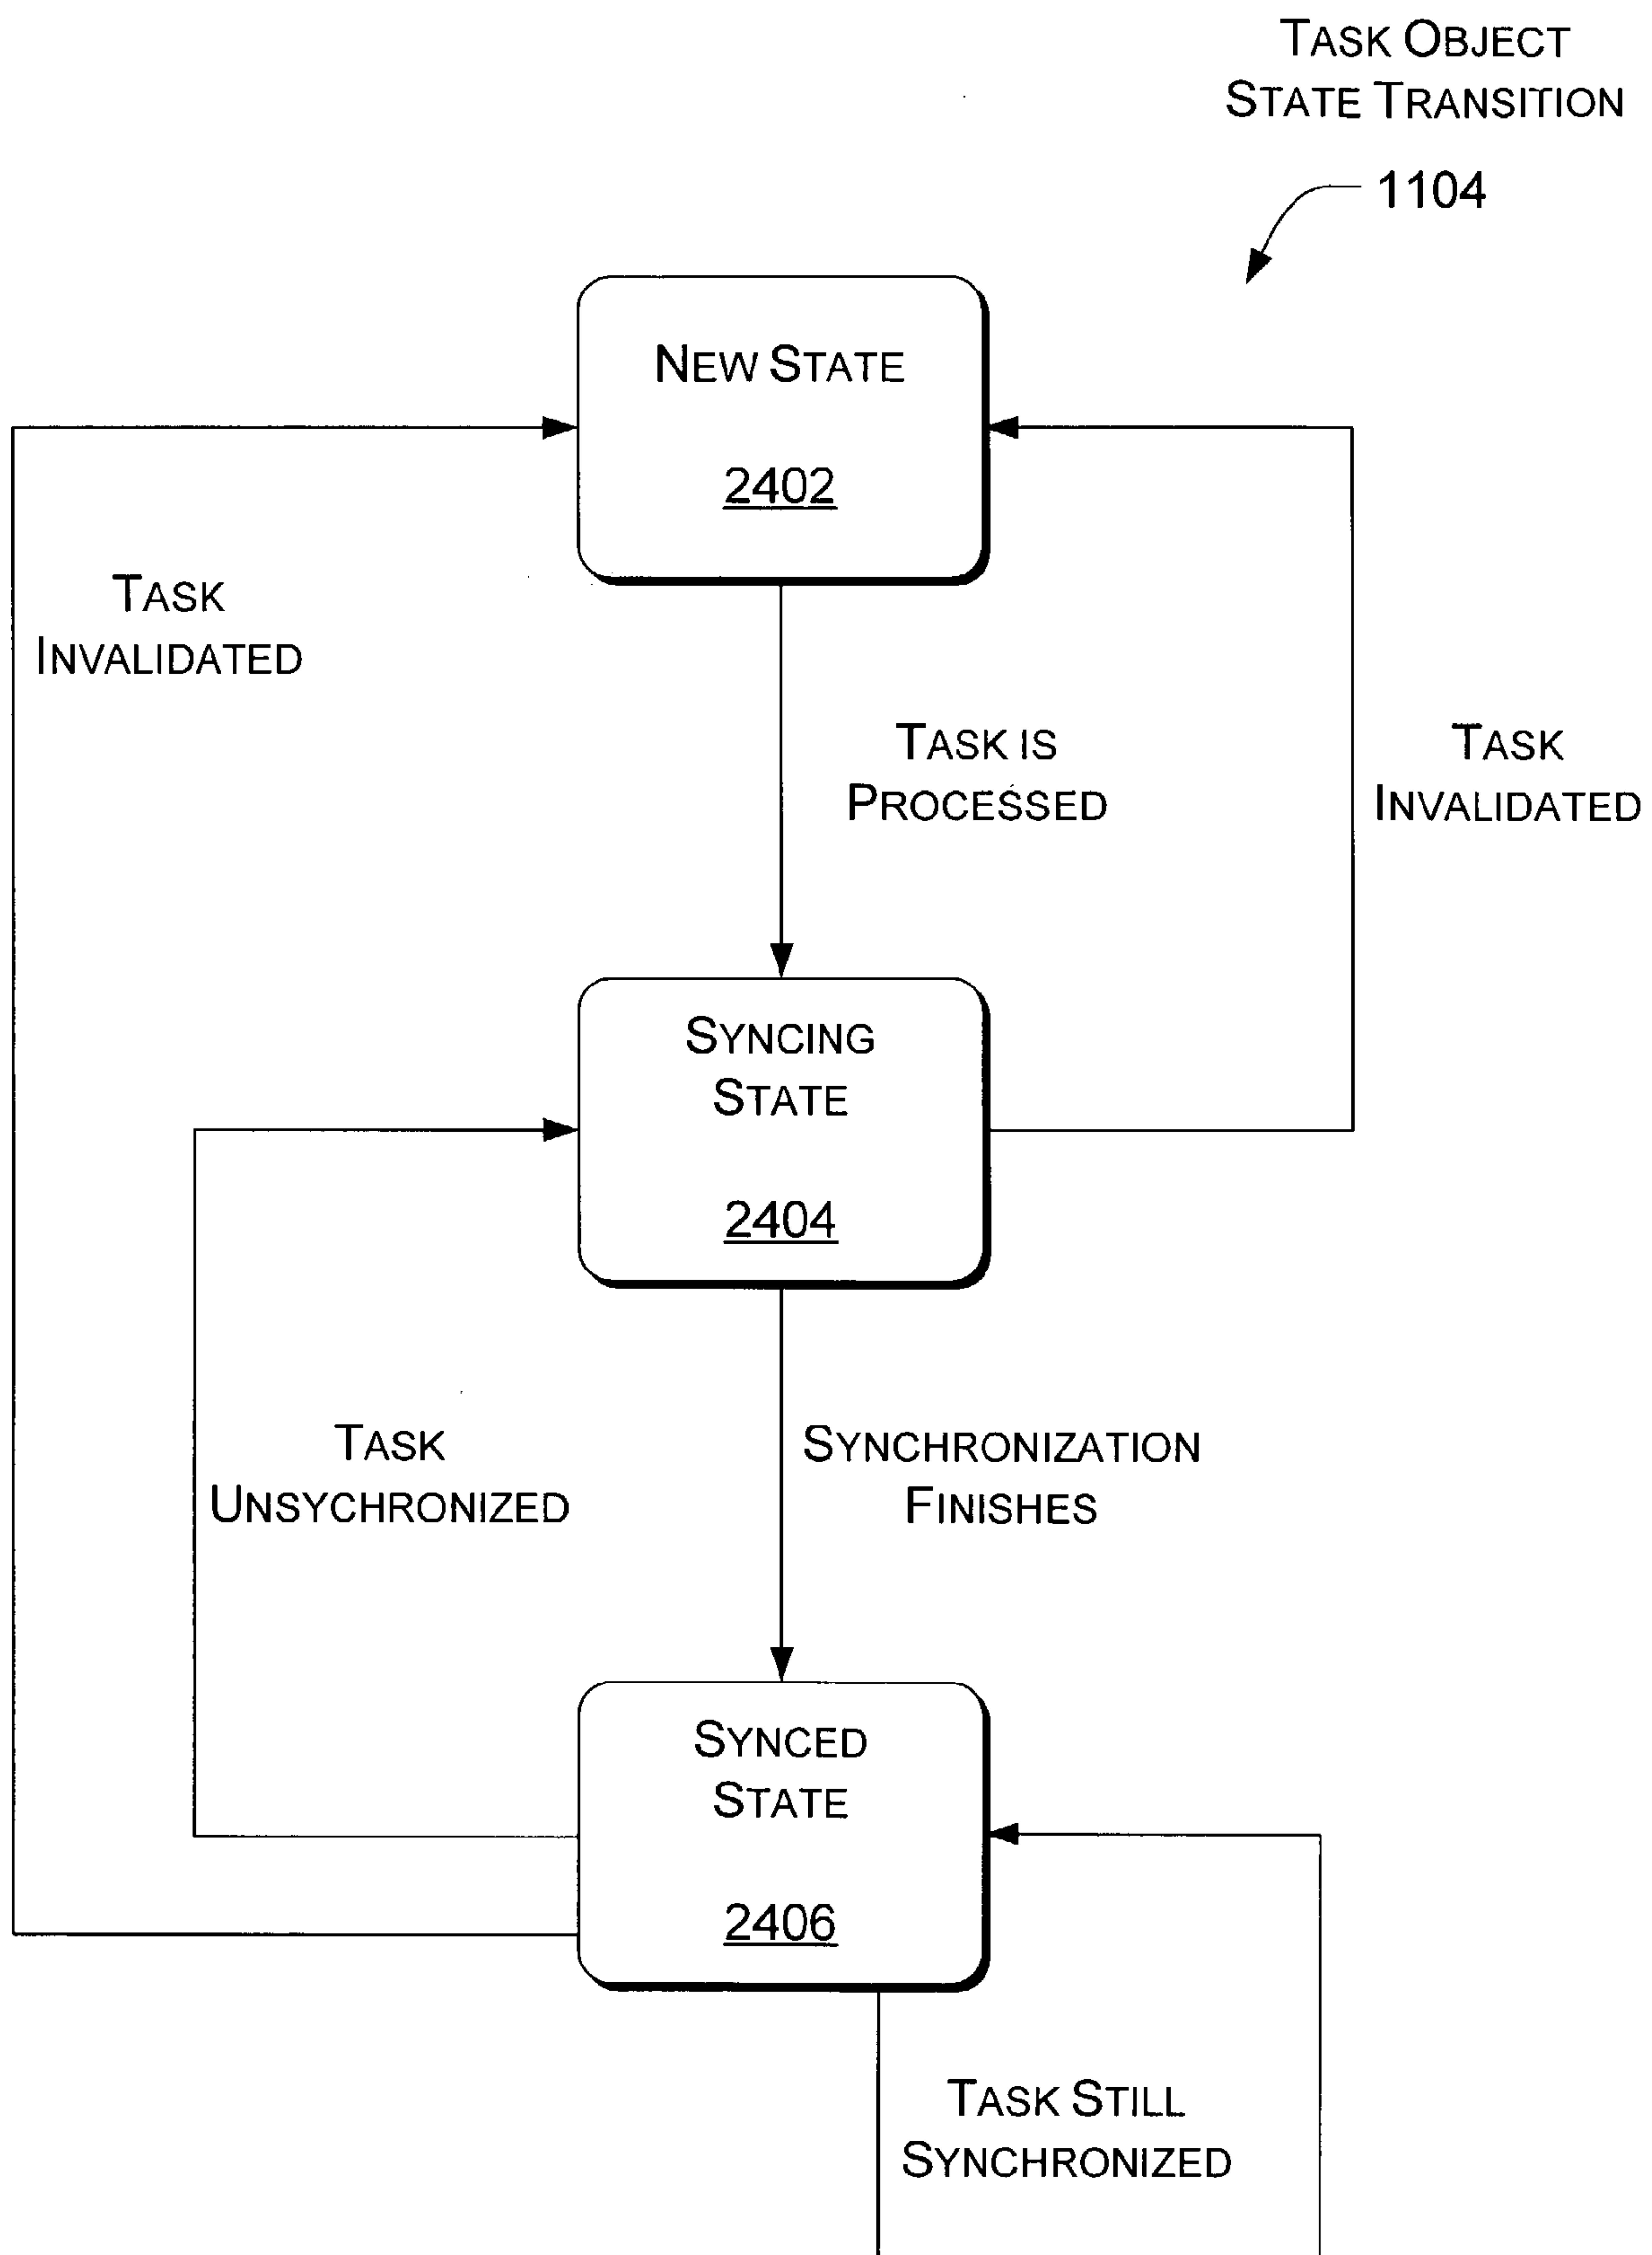 TASK OBJECT
STATE TRANSITION
1104
NEW STATE
2402
TASK
INVALIDATED
TASK IS
PROCESSED
TASK
INVALIDATED
SYNCING
STATE
2404
TASK
UNSYCHRONIZED
SYNCHRONIZATION
FINISHES
SYNCED
STATE
2406
TASK STILL
SYNCHRONIZED